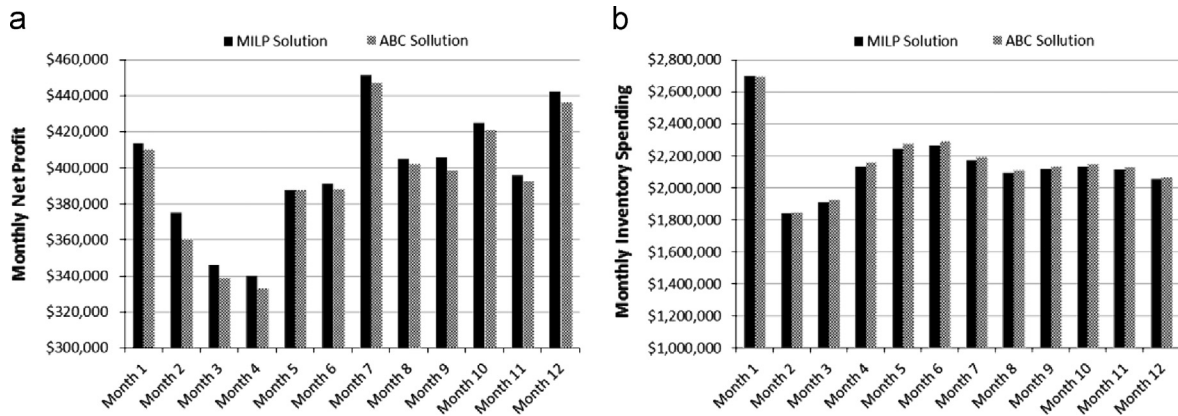 a
MILP Solution ABC Sollution
$460,000
$440,000
$420,000
$400,000
$380,000
$360,000
$340,000
$320,000
$300,000
Monthly Net Profit
Month 1 Month 2 Month 3 Month 4 Month 5 Month 6 Month 7 Month 8 Month 9 Month 10 Month 11 Month 12
b
MILP Solution ABC Sollution
$2,800,000
$2,600,000
$2,400,000
$2,200,000
$2,000,000
$1,800,000
$1,600,000
$1,400,000
$1,200,000
$1,000,000
Monthly Inventory Spending
Month 1 Month 2 Month 3 Month 4 Month 5 Month 6 Month 7 Month 8 Month 9 Month 10 Month 11 Month 12